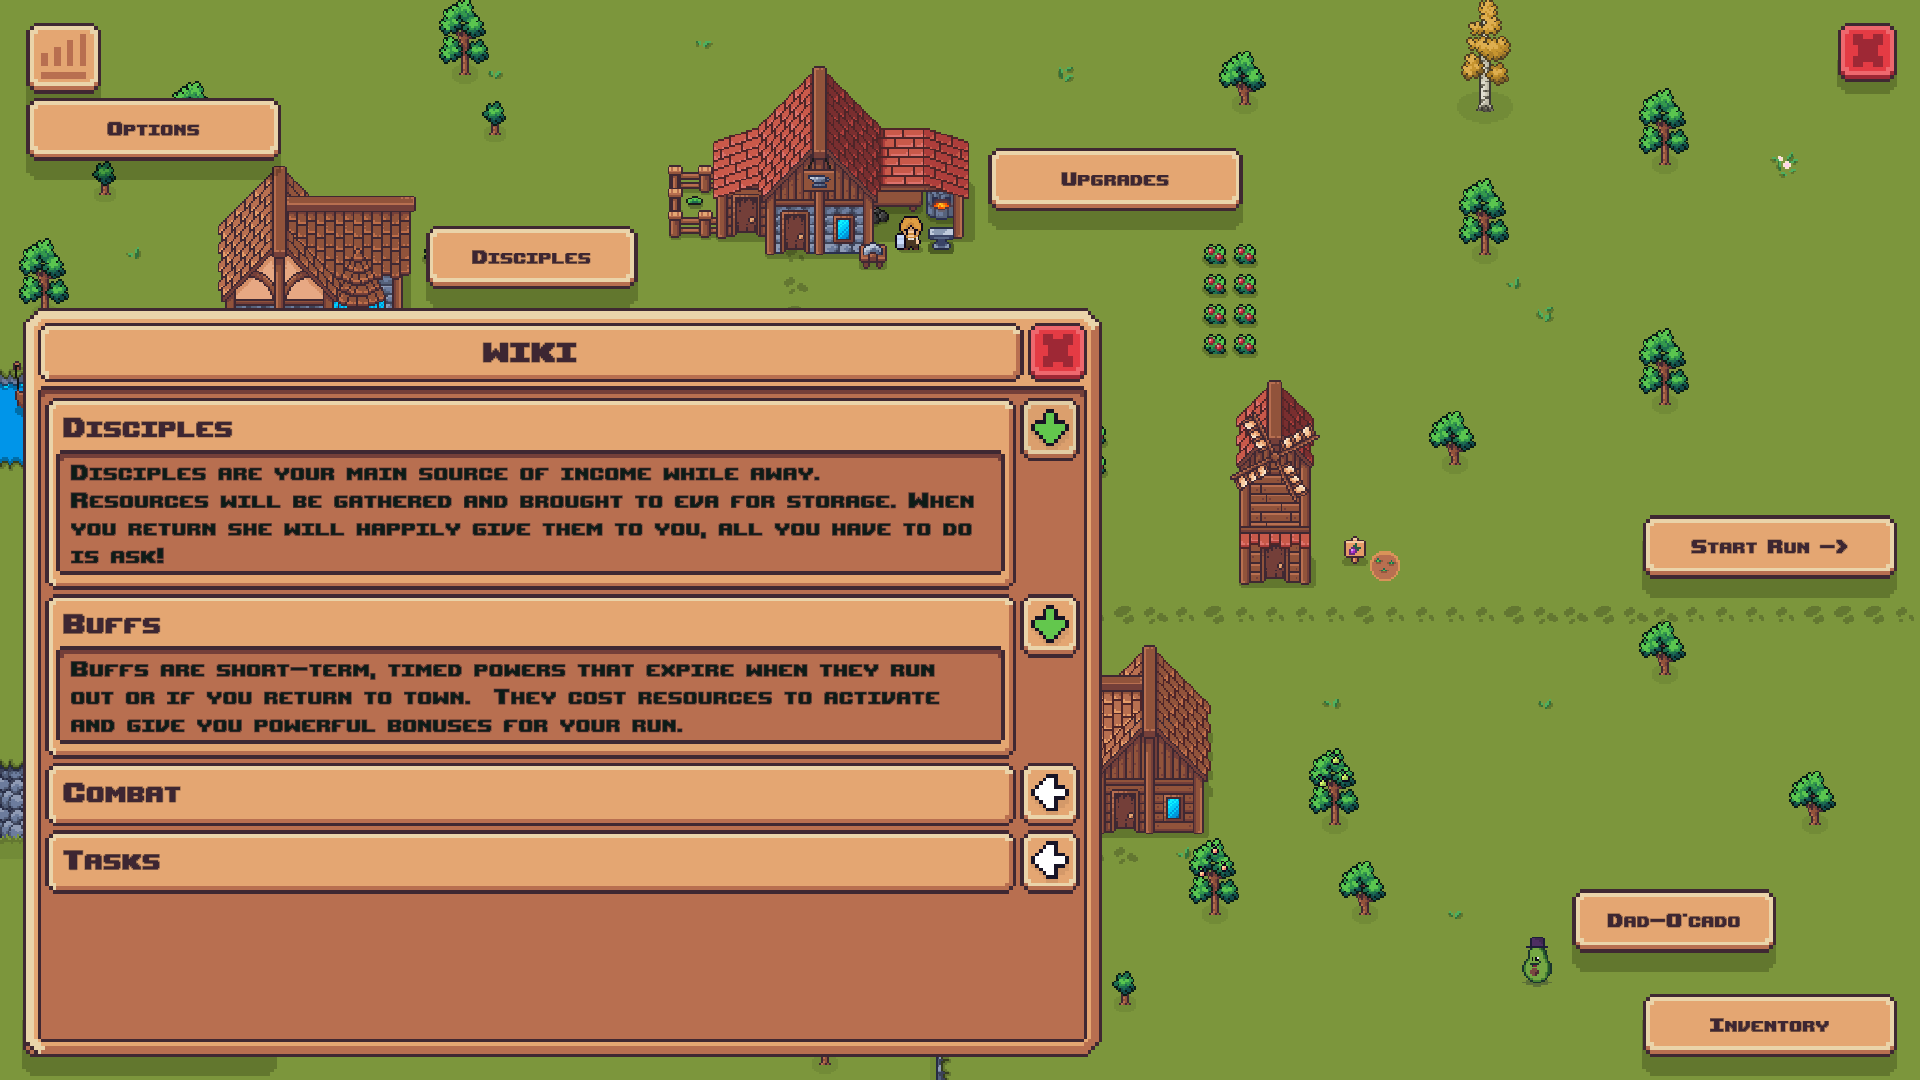 Options
Upgrades
Disciples
WIKI
Disciples
Disciples are your main source of income while away.
Resources will be gathered and brought to Eva for storage. When
you return she will happily give them to you, all you have to do
is ask!
Buffs
Buffs are short-term, timed powers that expire when they run
out or if you return to town. They cost resources to activate
and give you powerful bonuses for your run.
Combat
Tasks
Start Run ->
Dad-O'cado
Inventory